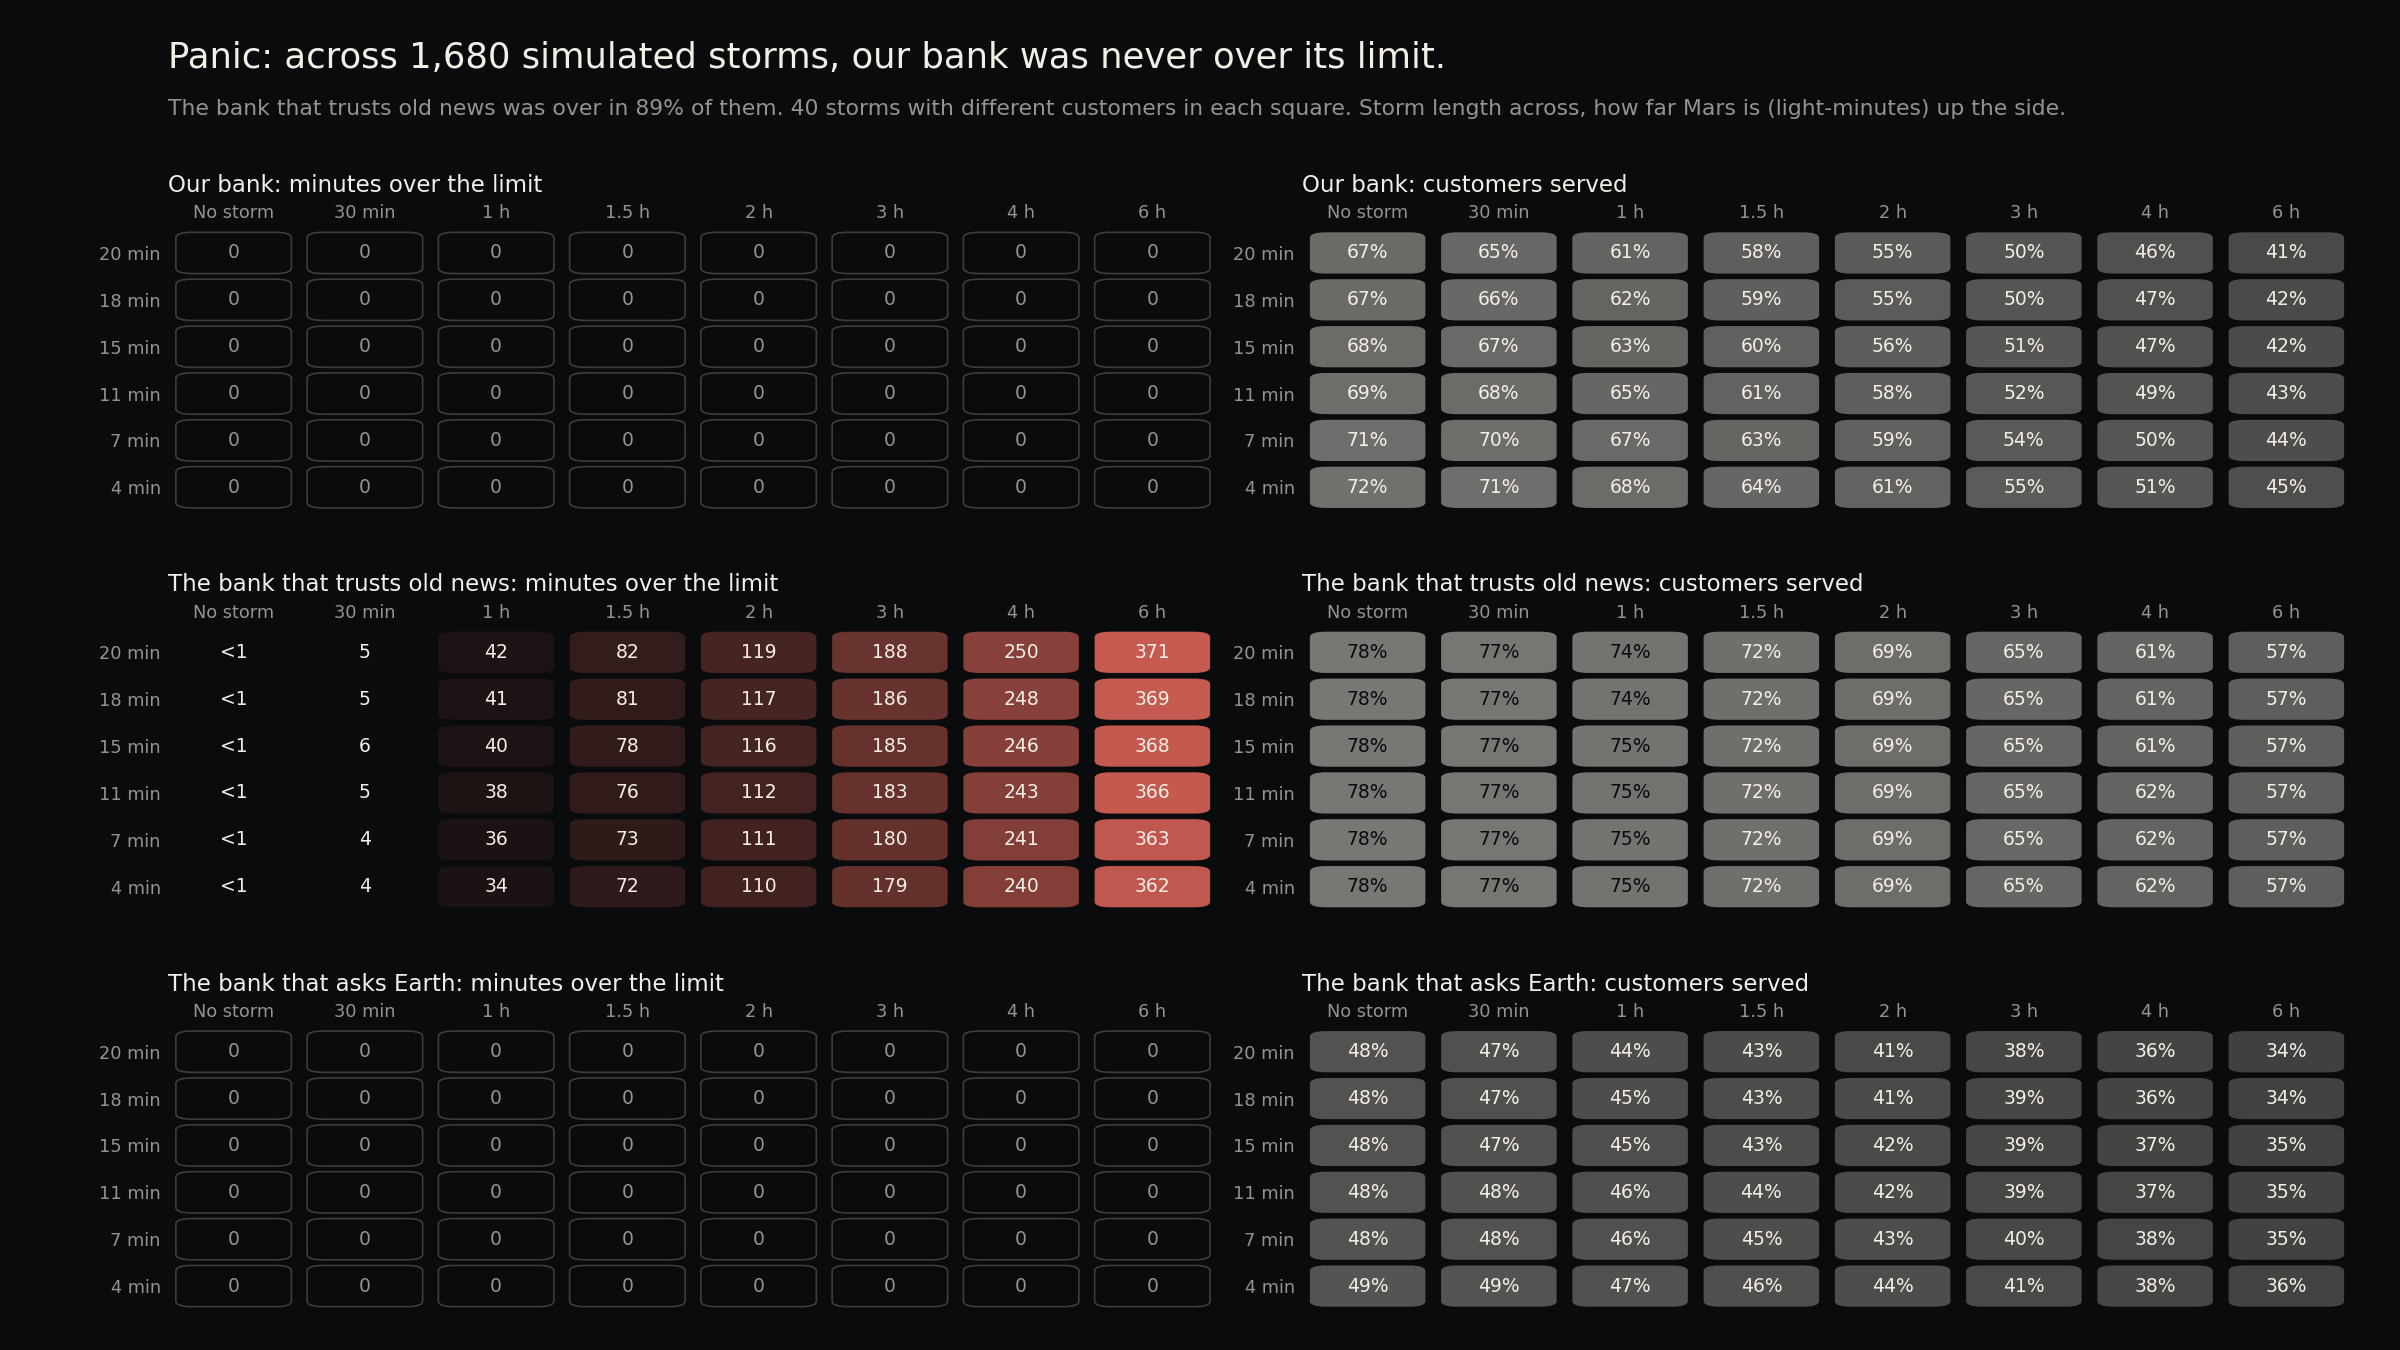 Panic: across 1,680 simulated storms, our bank was never over its limit.
The bank that trusts old news was over in 89% of them. 40 storms with different customers in each square. Storm length across, how far Mars is (light-minutes) up the side.
Our bank: minutes over the limit
No storm 30 min 1 h 1.5 h 2 h 3 h 4 h 6 h
20 min 0 0 0 0 0 0 0 0
18 min 0 0 0 0 0 0 0 0
15 min 0 0 0 0 0 0 0 0
11 min 0 0 0 0 0 0 0 0
7 min 0 0 0 0 0 0 0 0
4 min 0 0 0 0 0 0 0 0
Our bank: customers served
No storm 30 min 1 h 1.5 h 2 h 3 h 4 h 6 h
20 min 67% 65% 61% 58% 55% 50% 46% 41%
18 min 67% 66% 62% 59% 55% 50% 47% 42%
15 min 68% 67% 63% 60% 56% 51% 47% 42%
11 min 69% 68% 65% 61% 58% 52% 49% 43%
7 min 71% 70% 67% 63% 59% 54% 50% 44%
4 min 72% 71% 68% 64% 61% 55% 51% 45%
The bank that trusts old news: minutes over the limit
No storm 30 min 1 h 1.5 h 2 h 3 h 4 h 6 h
20 min <1 5 42 82 119 188 250 371
18 min <1 5 41 81 117 186 248 369
15 min <1 6 40 78 116 185 246 368
11 min <1 5 38 76 112 183 243 366
7 min <1 4 36 73 111 180 241 363
4 min <1 4 34 72 110 179 240 362
The bank that trusts old news: customers served
No storm 30 min 1 h 1.5 h 2 h 3 h 4 h 6 h
20 min 78% 77% 74% 72% 69% 65% 61% 57%
18 min 78% 77% 74% 72% 69% 65% 61% 57%
15 min 78% 77% 75% 72% 69% 65% 61% 57%
11 min 78% 77% 75% 72% 69% 65% 62% 57%
7 min 78% 77% 75% 72% 69% 65% 62% 57%
4 min 78% 77% 75% 72% 69% 65% 62% 57%
The bank that asks Earth: minutes over the limit
No storm 30 min 1 h 1.5 h 2 h 3 h 4 h 6 h
20 min 0 0 0 0 0 0 0 0
18 min 0 0 0 0 0 0 0 0
15 min 0 0 0 0 0 0 0 0
11 min 0 0 0 0 0 0 0 0
7 min 0 0 0 0 0 0 0 0
4 min 0 0 0 0 0 0 0 0
The bank that asks Earth: customers served
No storm 30 min 1 h 1.5 h 2 h 3 h 4 h 6 h
20 min 48% 47% 44% 43% 41% 38% 36% 34%
18 min 48% 47% 45% 43% 41% 39% 36% 34%
15 min 48% 47% 45% 43% 42% 39% 37% 35%
11 min 48% 48% 46% 44% 42% 39% 37% 35%
7 min 48% 48% 46% 45% 43% 40% 38% 35%
4 min 49% 49% 47% 46% 44% 41% 38% 36%